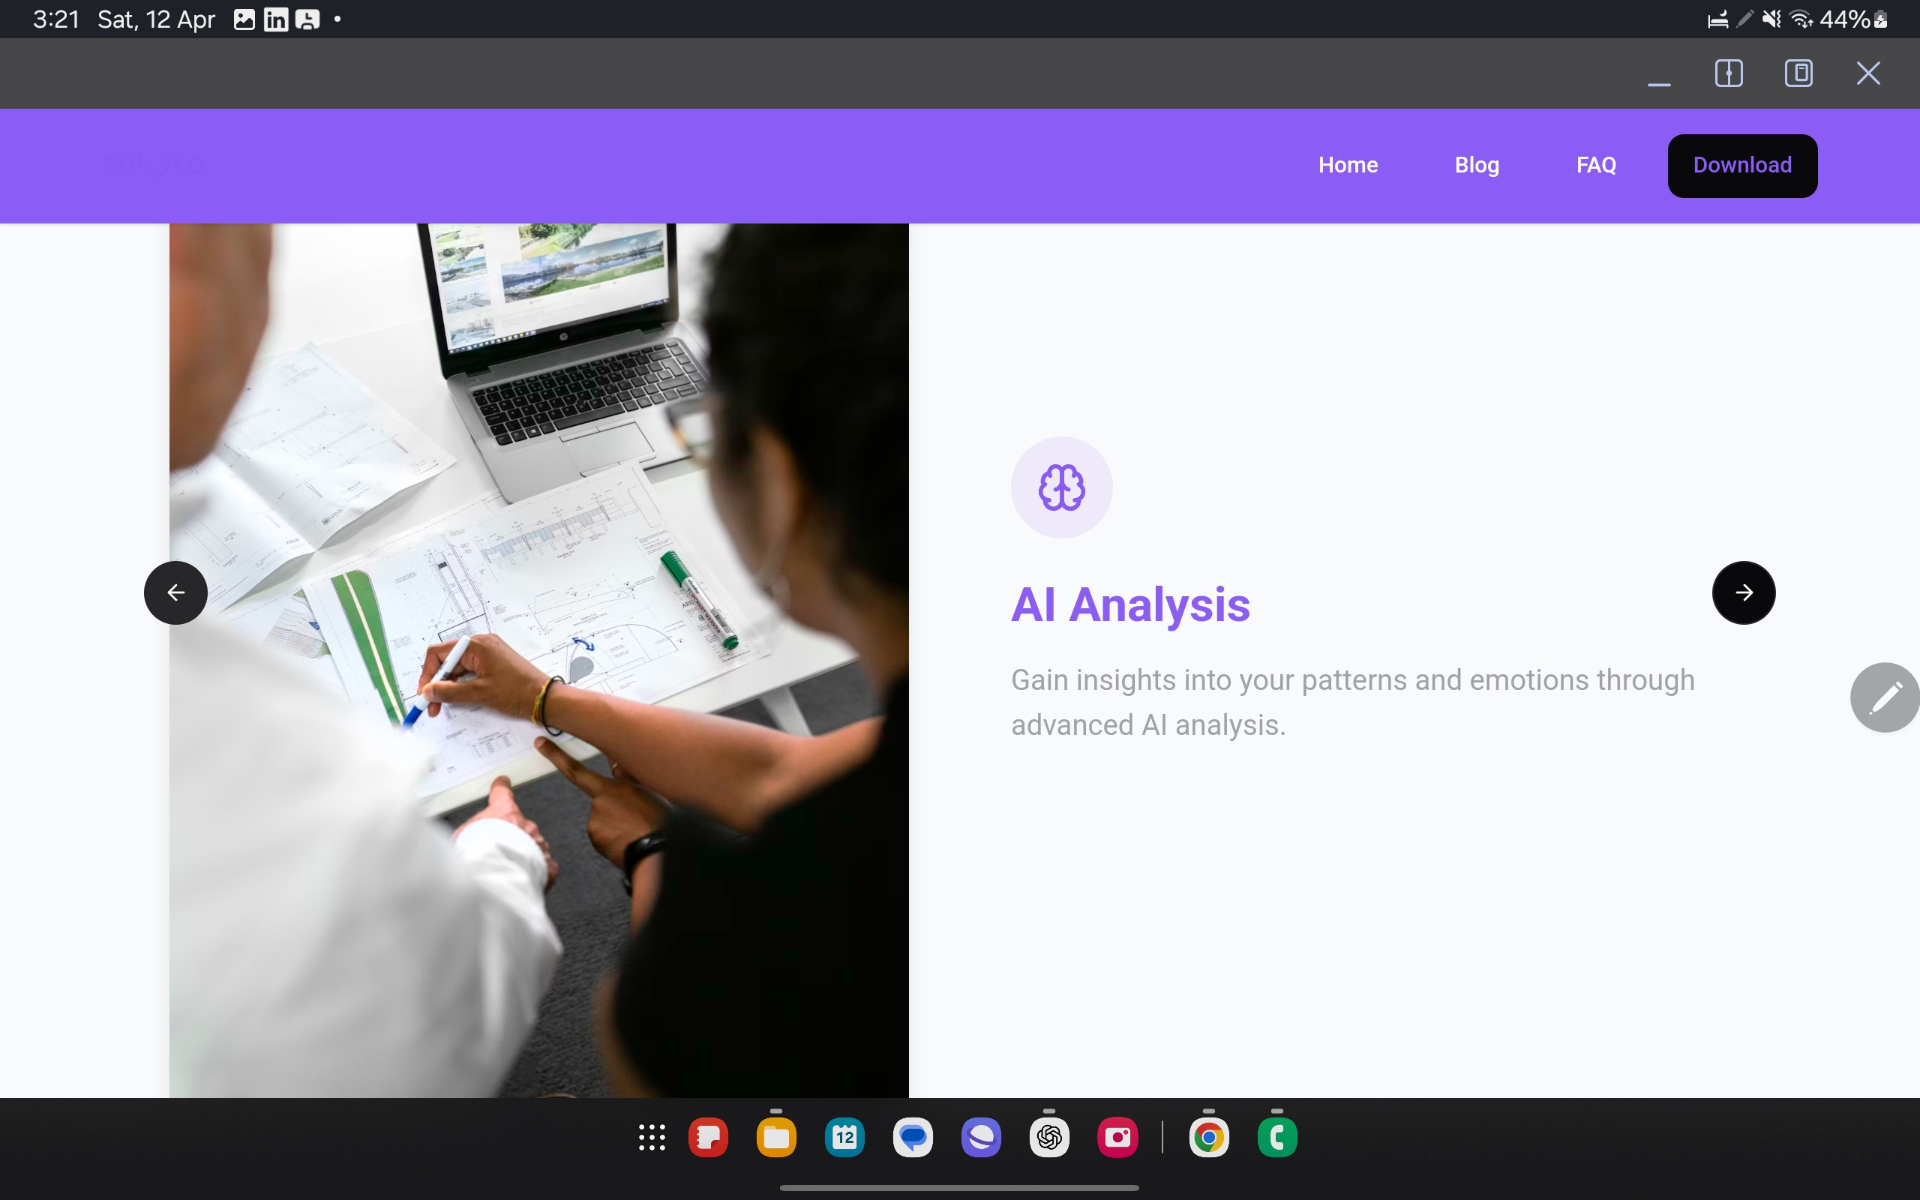 3:21 Sat, 12 Apr
44%
Home
Blog
FAQ
Download
AI Analysis
Gain insights into your patterns and emotions through
advanced AI analysis.
12